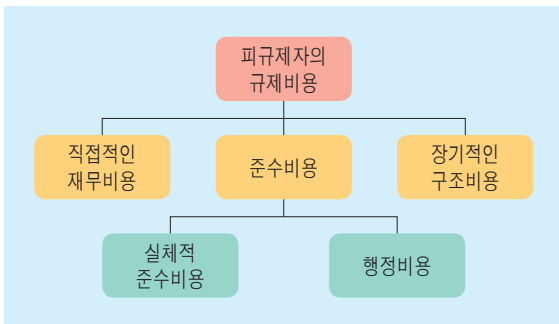 피규제자의
규제비용
직접적인
재무비용
준수비용
장기적인
구조비용
실체적
준수비용
행정비용